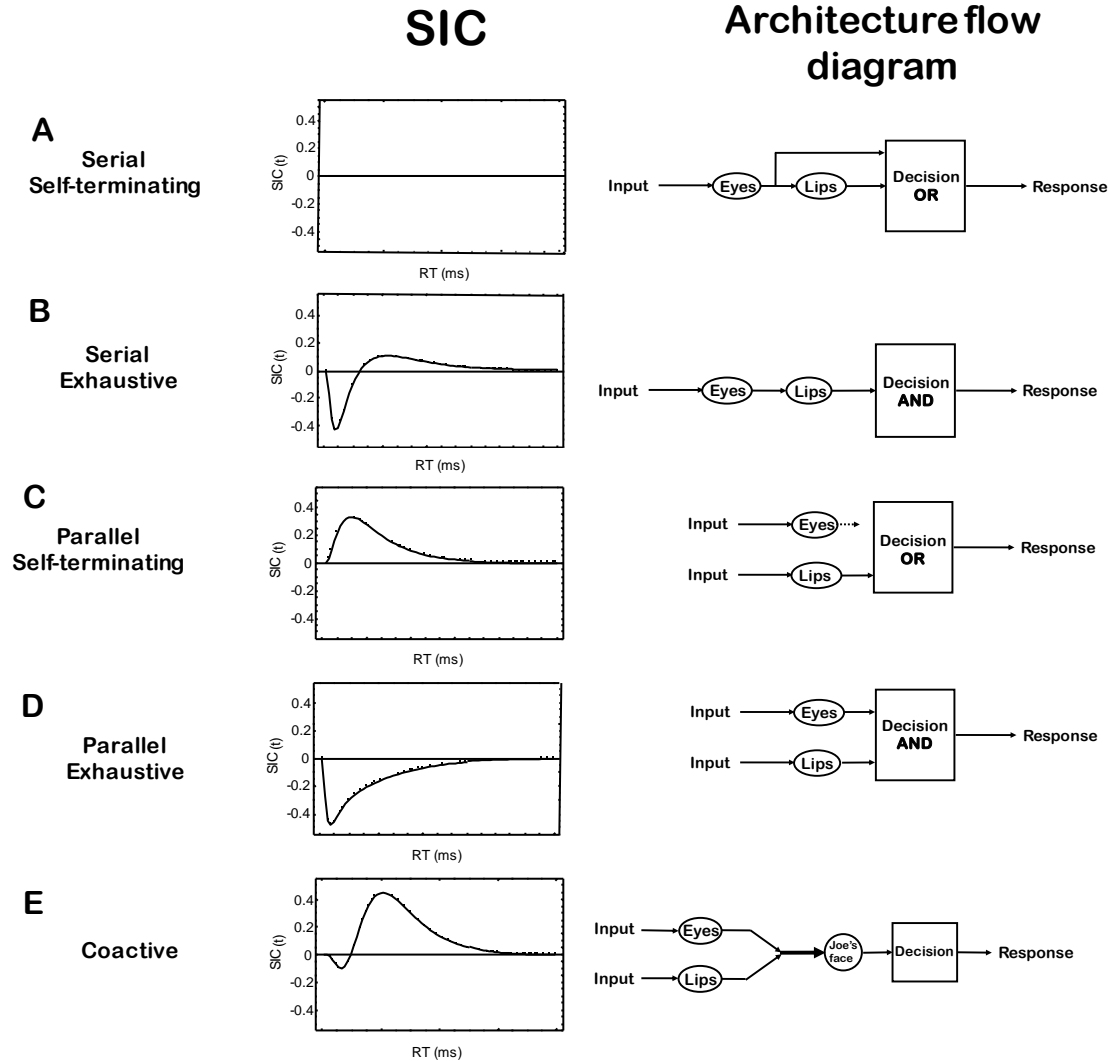 SIC
Architecture flow
diagram
A
Serial
Self-terminating
SIC (t)
0.4
0.2
0
-0.2
-0.4
RT (ms)
Input
Eyes
Lips
Decision
OR
Response
B
Serial
Exhaustive
SIC (t)
0.4
0.2
0
-0.2
-0.4
RT (ms)
Input
Eyes
Lips
Decision
AND
Response
C
Parallel
Self-terminating
SIC (t)
0.4
0.2
0
-0.2
-0.4
RT (ms)
Input
Eyes
Input
Lips
Decision
OR
Response
D
Parallel
Exhaustive
SIC (t)
0.4
0.2
0
-0.2
-0.4
RT (ms)
Input
Eyes
Input
Lips
Decision
AND
Response
E
Coactive
SIC (t)
0.4
0.2
0
-0.2
-0.4
RT (ms)
Input
Eyes
Input
Lips
Joe's
face
Decision
Response